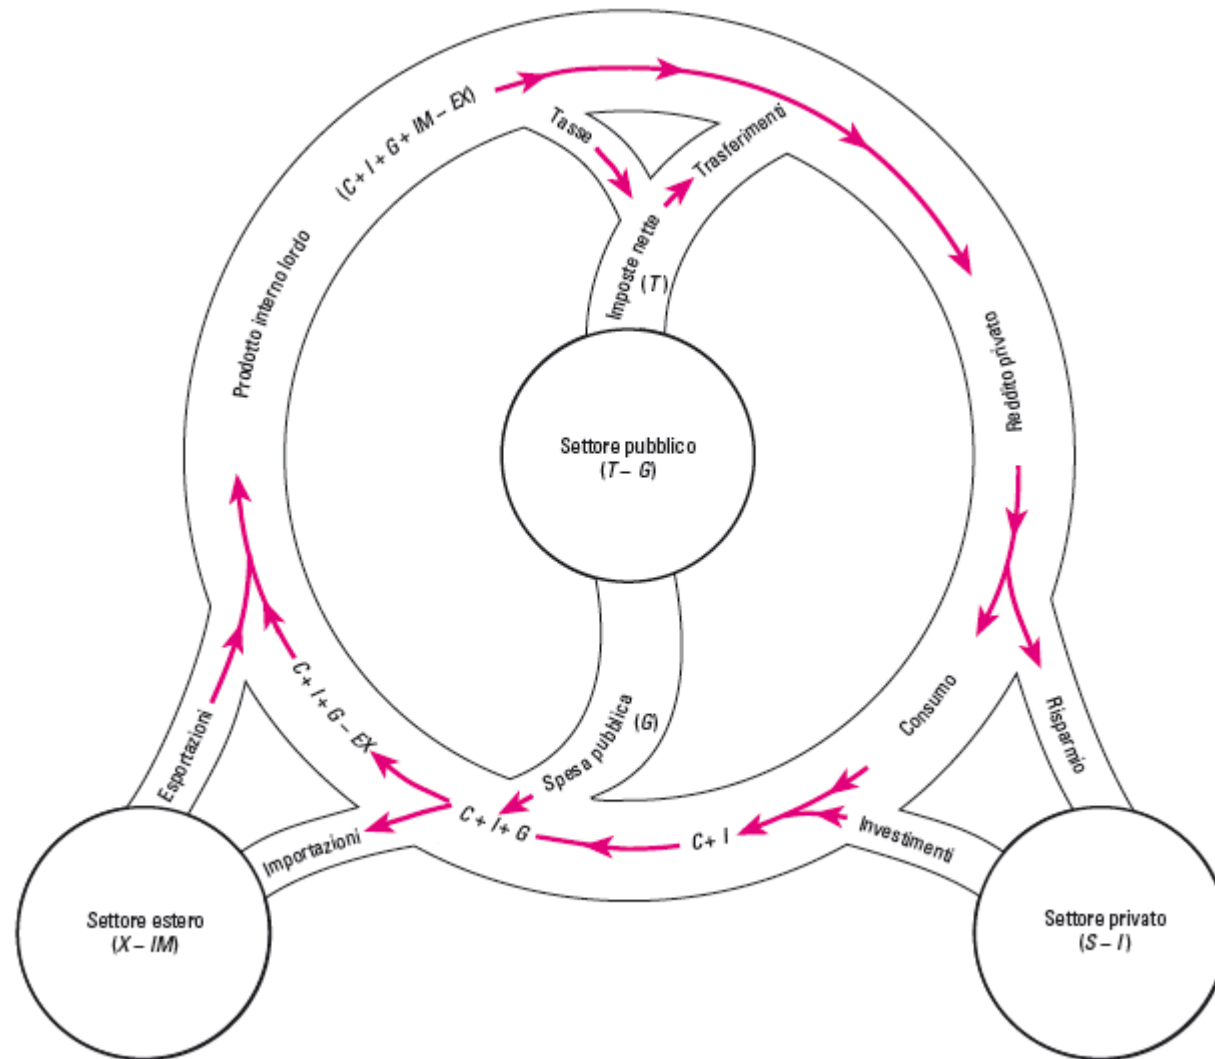 (C + I + G + IM – EX)
Tasse
Trasferimenti
Prodotto interno lordo
Imposte nette
(T)
Reddito privato
Settore pubblico
(T – G)
Consumo
Risparmio
Spesa pubblica
(G)
C + I + G – EX
Esportazioni
Importazioni
C + I + G
C + I
Investimenti
Settore estero
(X – IM)
Settore privato
(S – I)